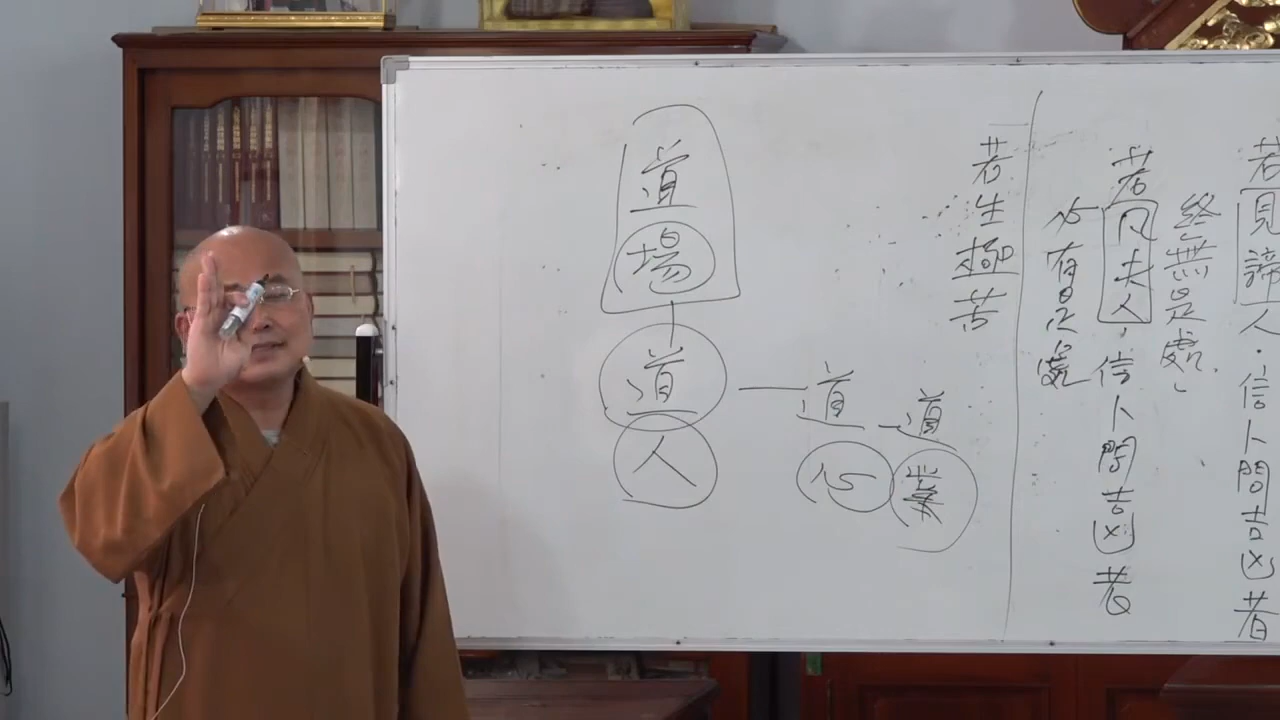 若見諦人．信卜問吉凶者
終無是處」
若凡夫人，信卜問吉凶者
必有是處
若生極苦
道場
道人
道心
道業